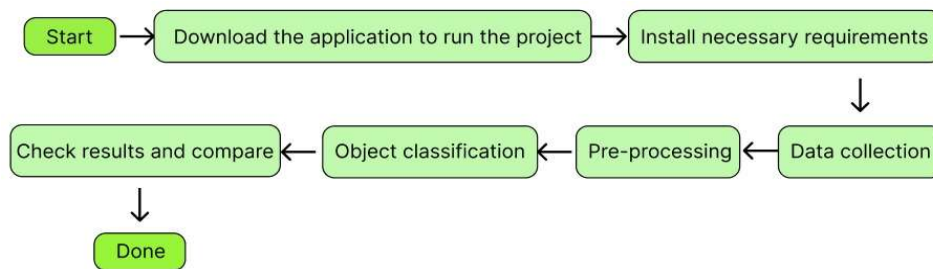 Start
Download the application to run the project
Install necessary requirements
Data collection
Pre-processing
Object classification
Check results and compare
Done